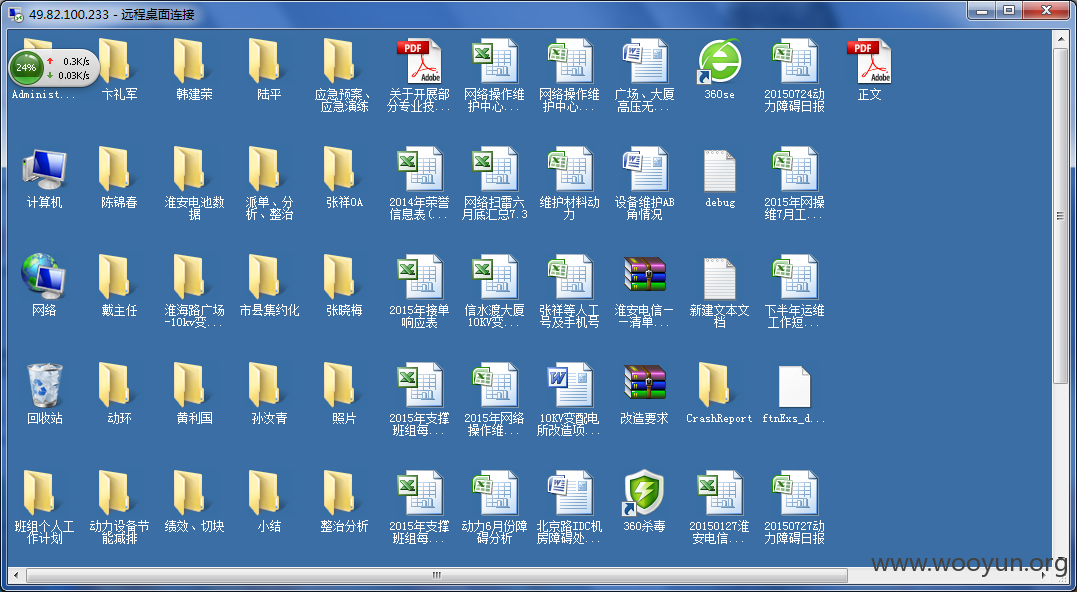 49.82.100.233 - 远程桌面连接
24%
0.3K/s
0.03K/s
Administ...
卞礼军
韩建荣
陆平
应急预案、
应急演练
PDF
Adobe
关于开展部
分专业技...
网络操作维
护中心...
网络操作维
护中心...
广场、大厦
高压无...
360se
20150724动
力障碍日报
PDF
Adobe
正文
计算机
陈锦春
淮安电池数
据
派单、分
析、整治
张祥OA
2014年荣誉
信息表(...
网络扫雷六
月底汇总7.3
维护材料动
力
设备维护AB
角情况
debug
2015年网操
维7月工...
网络
戴主任
淮海路广场
-10kv变...
市县集约化
张晓梅
2015年接单
响应表
信水渡大厦
10KV变...
张祥等人工
号及手机号
淮安电信一
一清单...
新建文本文
档
下半年运维
工作短...
回收站
动环
黄利国
孙汝青
照片
2015年支撑
班组每...
2015年网络
操作维...
10KV变配电
所改造项...
改造要求
CrashReport
ftnExs_d...
班组个人工
作计划
动力设备节
能减排
绩效、切块
小结
整治分析
2015年支撑
班组每...
动力6月份障
碍分析
北京路IDC机
房障碍处...
360杀毒
20150127淮
安电信...
20150727动
力障碍日报
www.wooyun.org